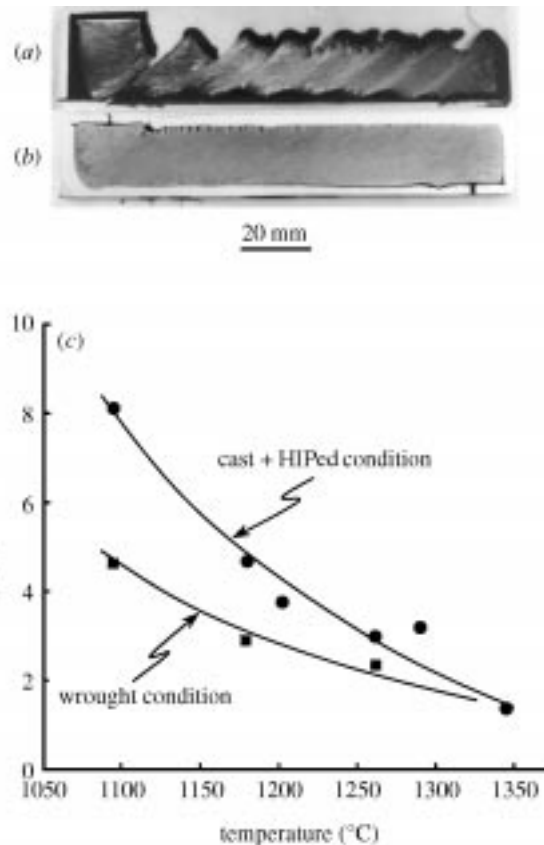 (a)
(b)
20 mm
(c)
10
8
6
4
2
0
cast + HIPed condition
wrought condition
1050 1100 1150 1200 1250 1300 1350
temperature (°C)